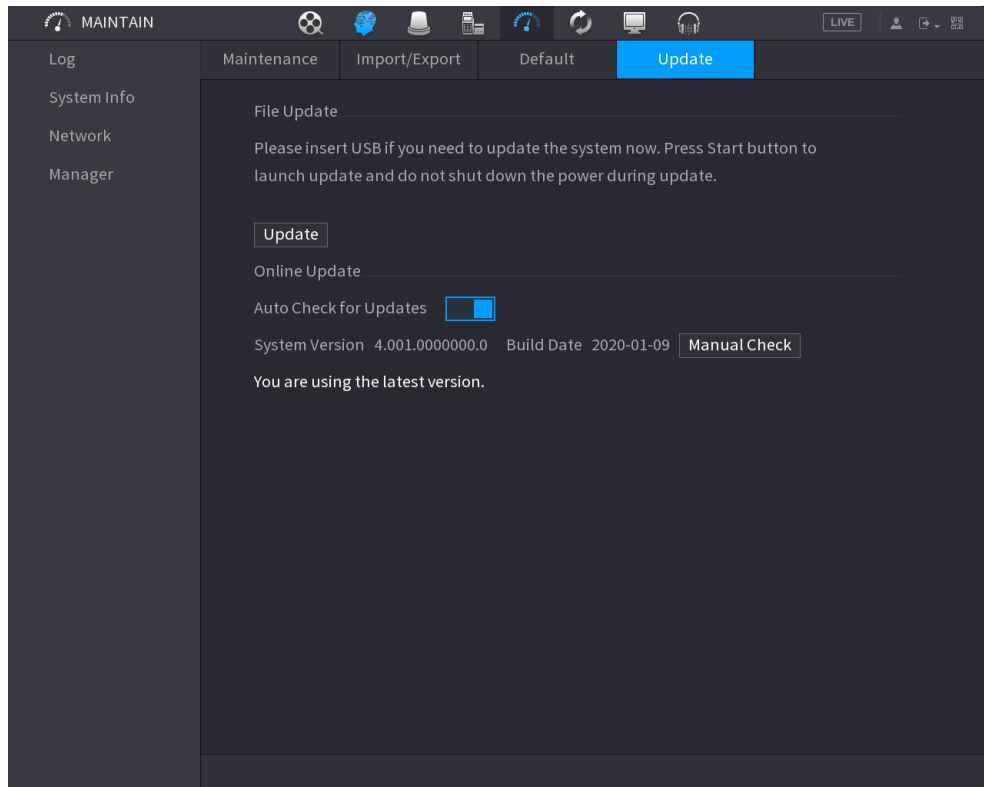 MAINTAIN
LIVE
Log
System Info
Network
Manager
Maintenance Import/Export Default Update
File Update
Please insert USB if you need to update the system now. Press Start button to
launch update and do not shut down the power during update.
Update
Online Update
Auto Check for Updates
System Version 4.001.0000000.0 Build Date 2020-01-09 Manual Check
You are using the latest version.